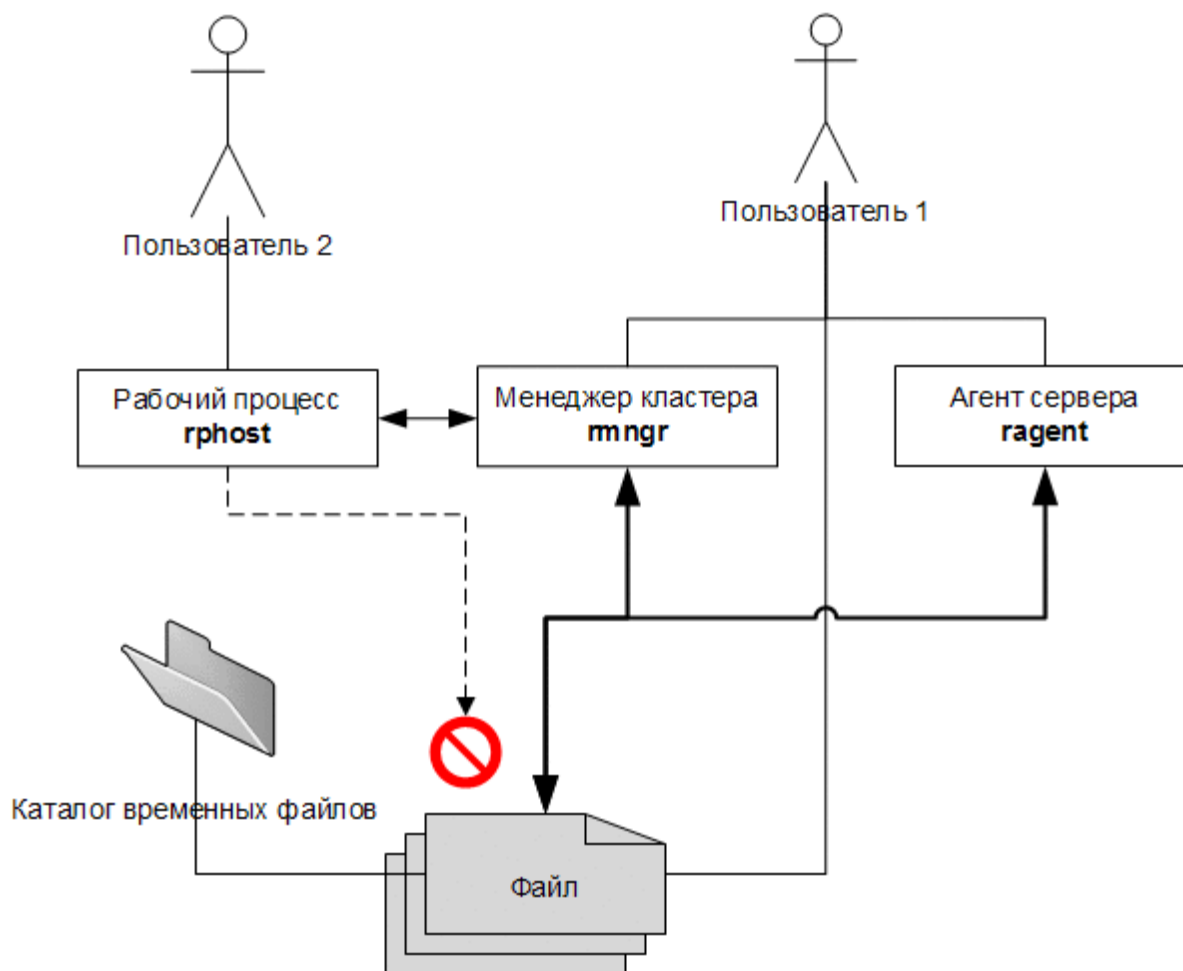 Пользователь 1
Пользователь 2
Рабочий процесс
rphost
Менеджер кластера
rmngr
Агент сервера
ragent
Каталог временных файлов
Файл